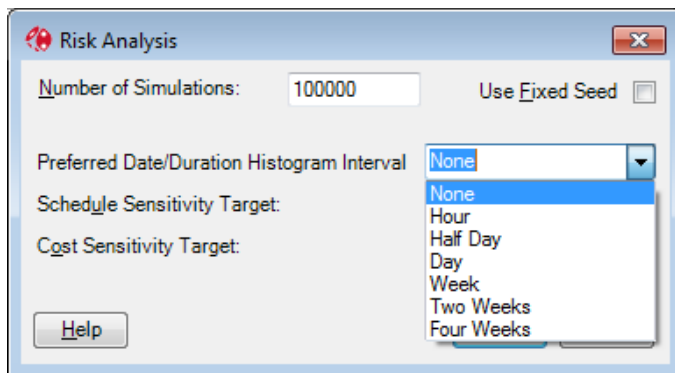 Risk Analysis
Number of Simulations: 100000 Use Fixed Seed
Preferred Date/Duration Histogram Interval None
None
Schedule Sensitivity Target:
Hour
Half Day
Cost Sensitivity Target:
Day
Week
Two Weeks
Help
Four Weeks